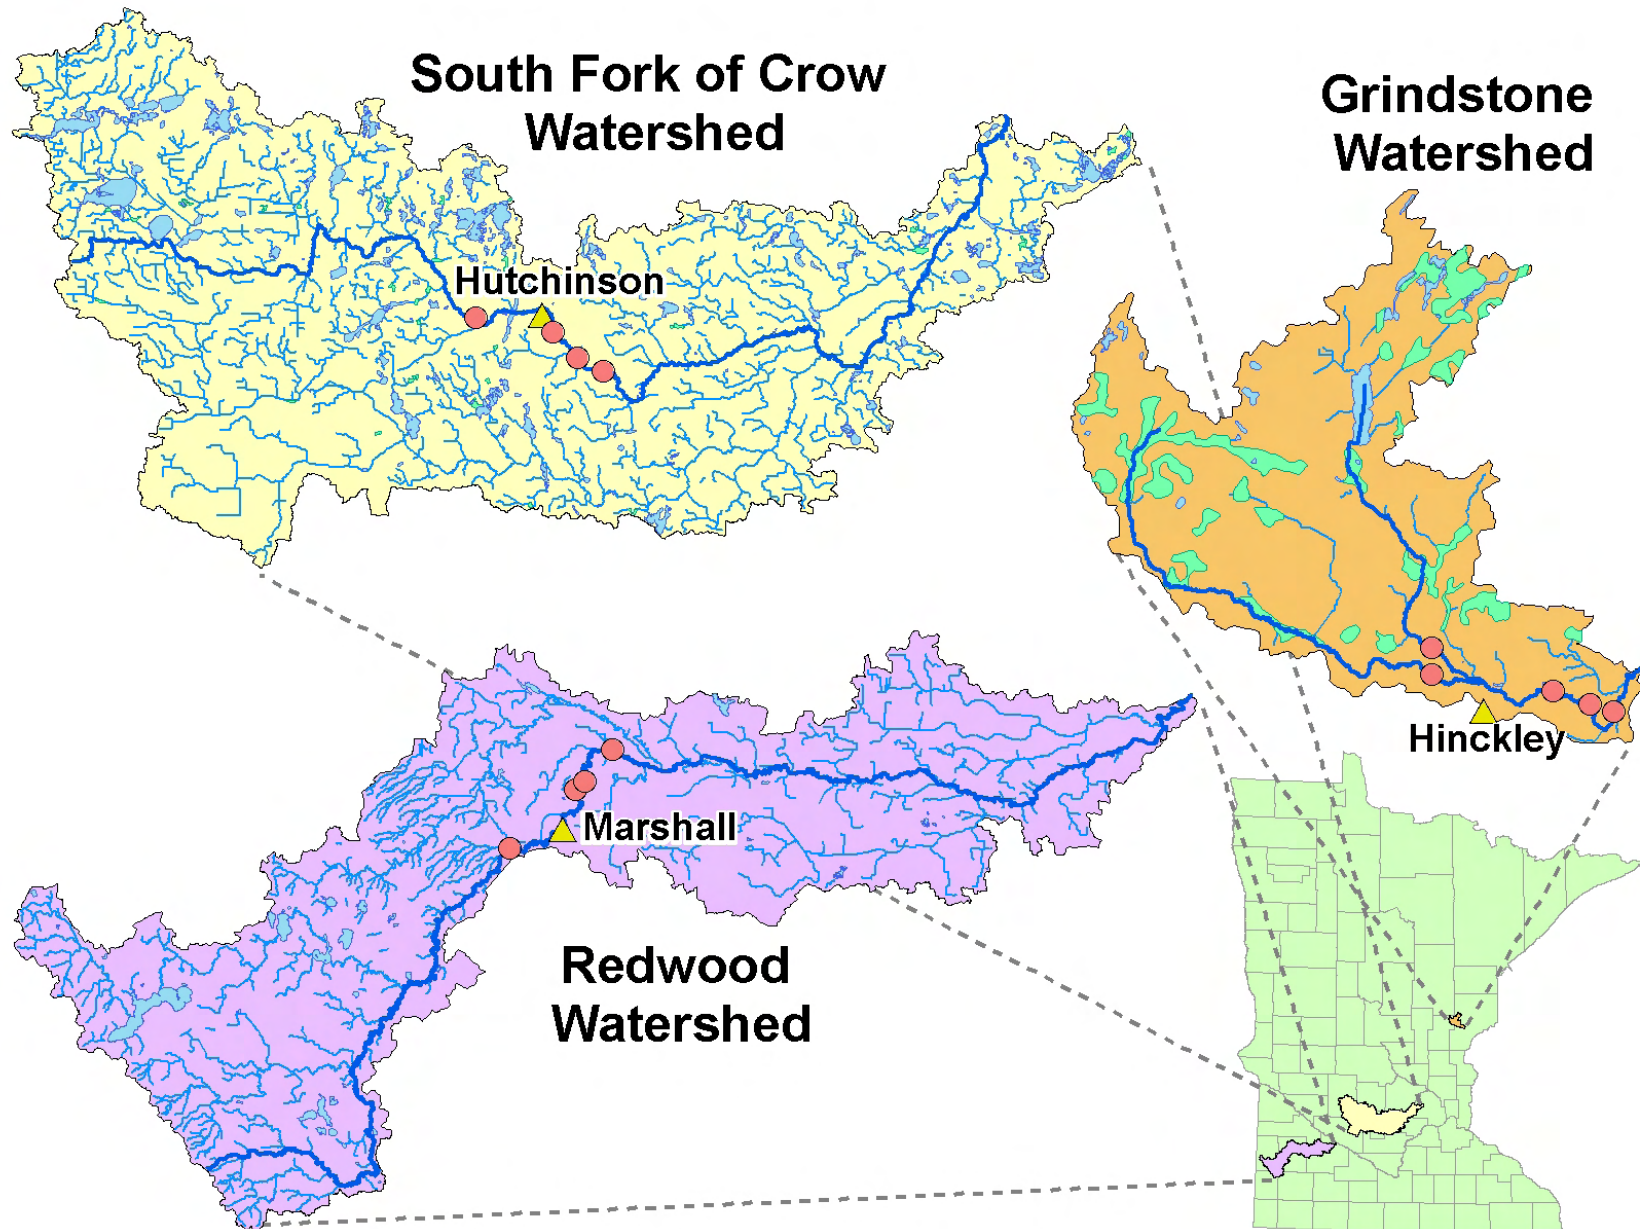 South Fork of Crow
Watershed
Grindstone
Watershed
Hutchinson
Hinckley
Marshall
Redwood
Watershed